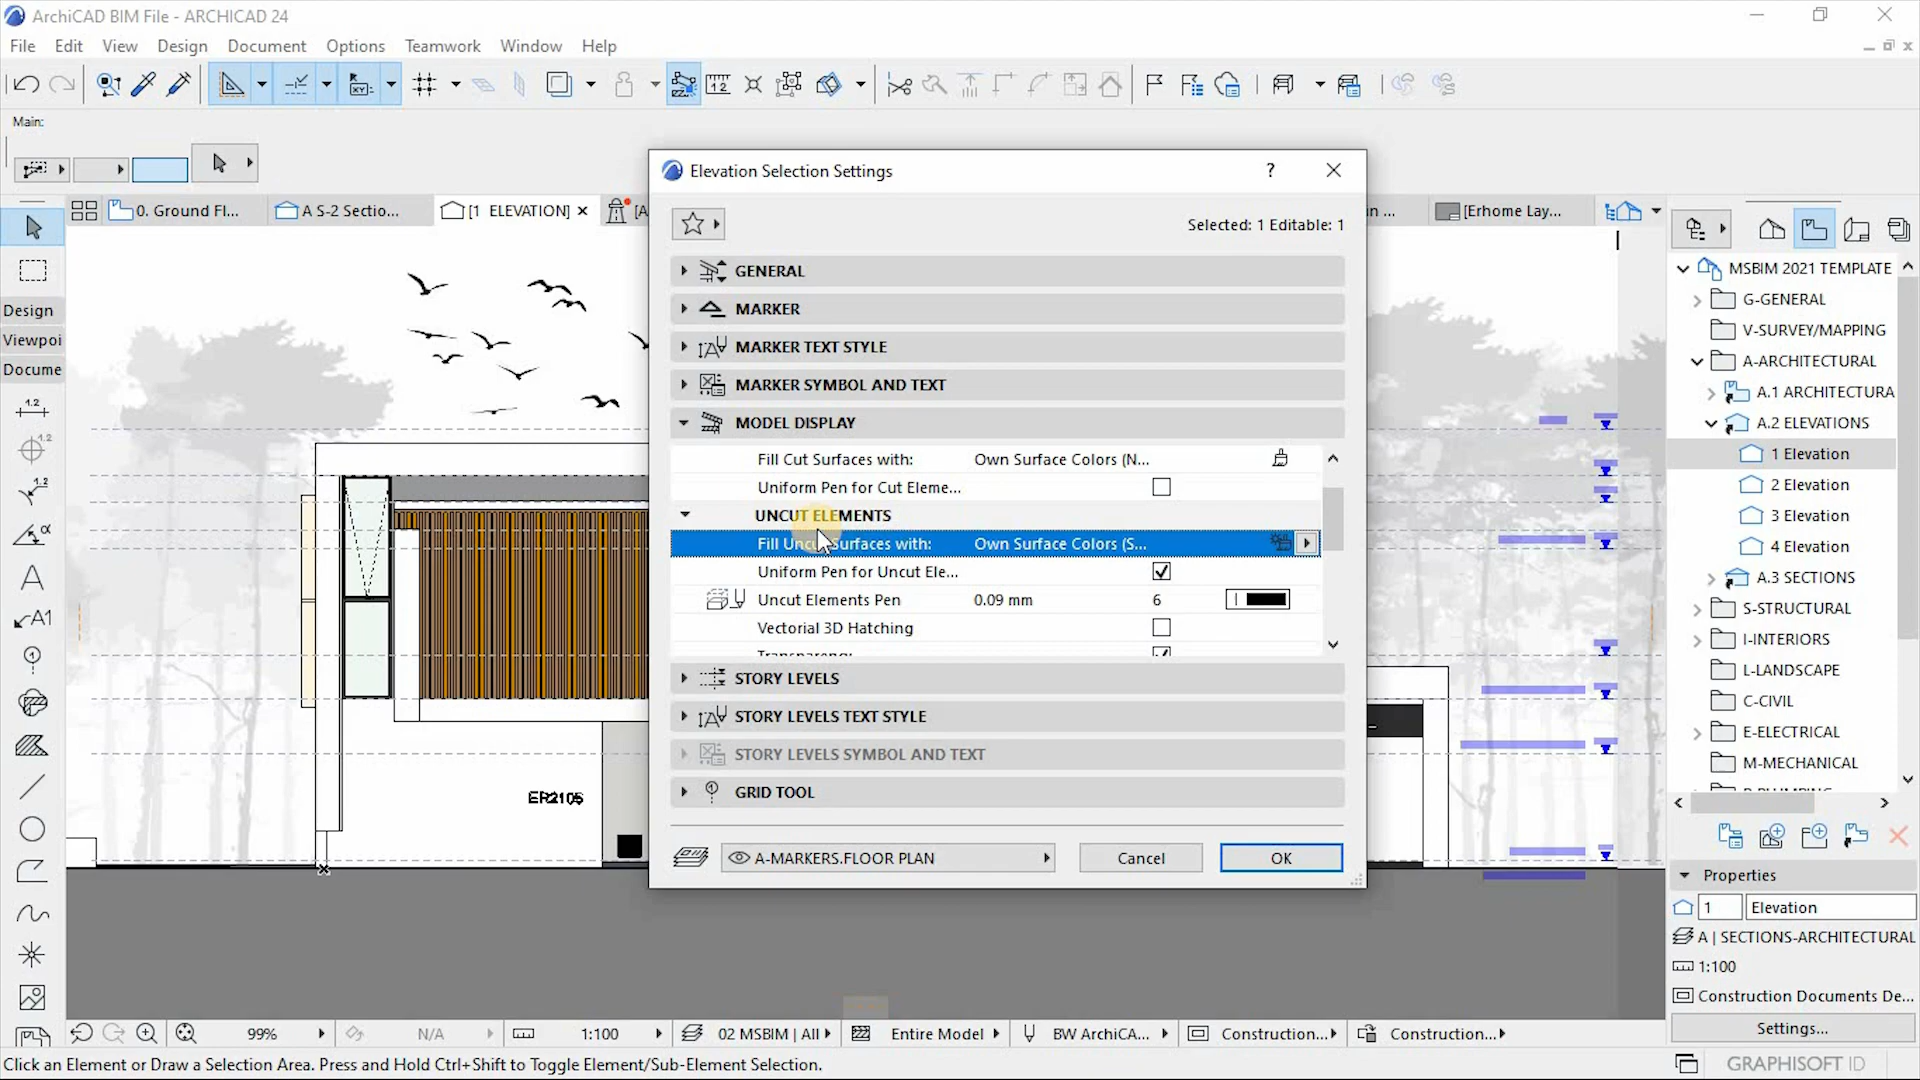 ArchiCAD BIM File - ARCHICAD 24
File Edit View Design Document Options Teamwork Window Help
Main:
0. Ground Fl...
A S-2 Sectio...
[1 ELEVATION]
[Erhome Lay...
Design
Viewpoi
Docume
Elevation Selection Settings
?
Selected: 1 Editable: 1
GENERAL
MARKER
MARKER TEXT STYLE
MARKER SYMBOL AND TEXT
MODEL DISPLAY
Fill Cut Surfaces with: Own Surface Colors (N...
Uniform Pen for Cut Eleme...
UNCUT ELEMENTS
Fill Uncut Surfaces with: Own Surface Colors (S...
Uniform Pen for Uncut Ele...
Uncut Elements Pen 0.09 mm 6
Vectorial 3D Hatching
Transparency
STORY LEVELS
STORY LEVELS TEXT STYLE
STORY LEVELS SYMBOL AND TEXT
GRID TOOL
A-MARKERS.FLOOR PLAN
Cancel
OK
MSBIM 2021 TEMPLATE
G-GENERAL
V-SURVEY/MAPPING
A-ARCHITECTURAL
A.1 ARCHITECTURA
A.2 ELEVATIONS
1 Elevation
2 Elevation
3 Elevation
4 Elevation
A.3 SECTIONS
S-STRUCTURAL
I-INTERIORS
L-LANDSCAPE
C-CIVIL
E-ELECTRICAL
M-MECHANICAL
Properties
1 Elevation
A | SECTIONS-ARCHITECTURAL
1:100
Construction Documents De...
Settings...
99% N/A 1:100 02 MSBIM | All Entire Model BW ArchiCA... Construction... Construction...
Click an Element or Draw a Selection Area. Press and Hold Ctrl+Shift to Toggle Element/Sub-Element Selection.
GRAPHISOFT ID